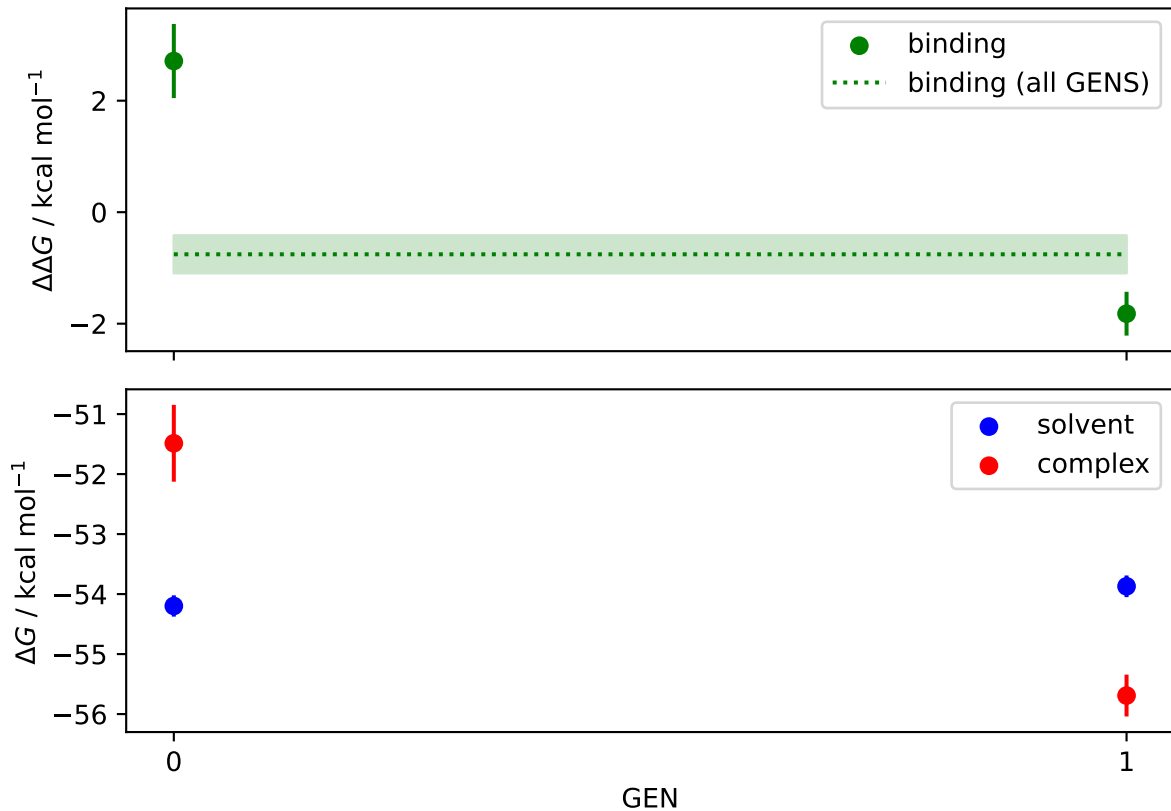 binding
binding (all GENS)
ΔΔG / kcal mol⁻¹
2
0
−2
solvent
complex
ΔG / kcal mol⁻¹
−51
−52
−53
−54
−55
−56
0 1
GEN